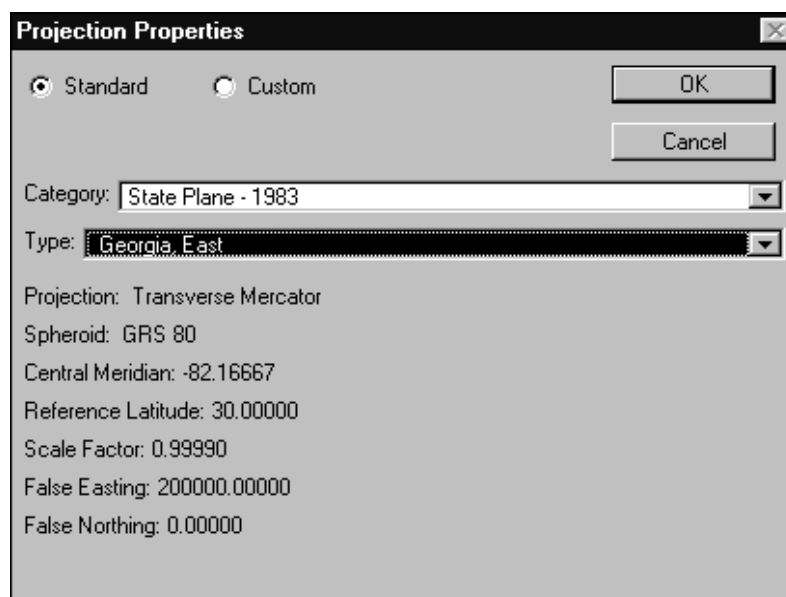 Projection Properties
Standard
Custom
OK
Cancel
Category: State Plane - 1983
Type: Georgia, East
Projection: Transverse Mercator
Spheroid: GRS 80
Central Meridian: -82.16667
Reference Latitude: 30.00000
Scale Factor: 0.99990
False Easting: 200000.00000
False Northing: 0.00000